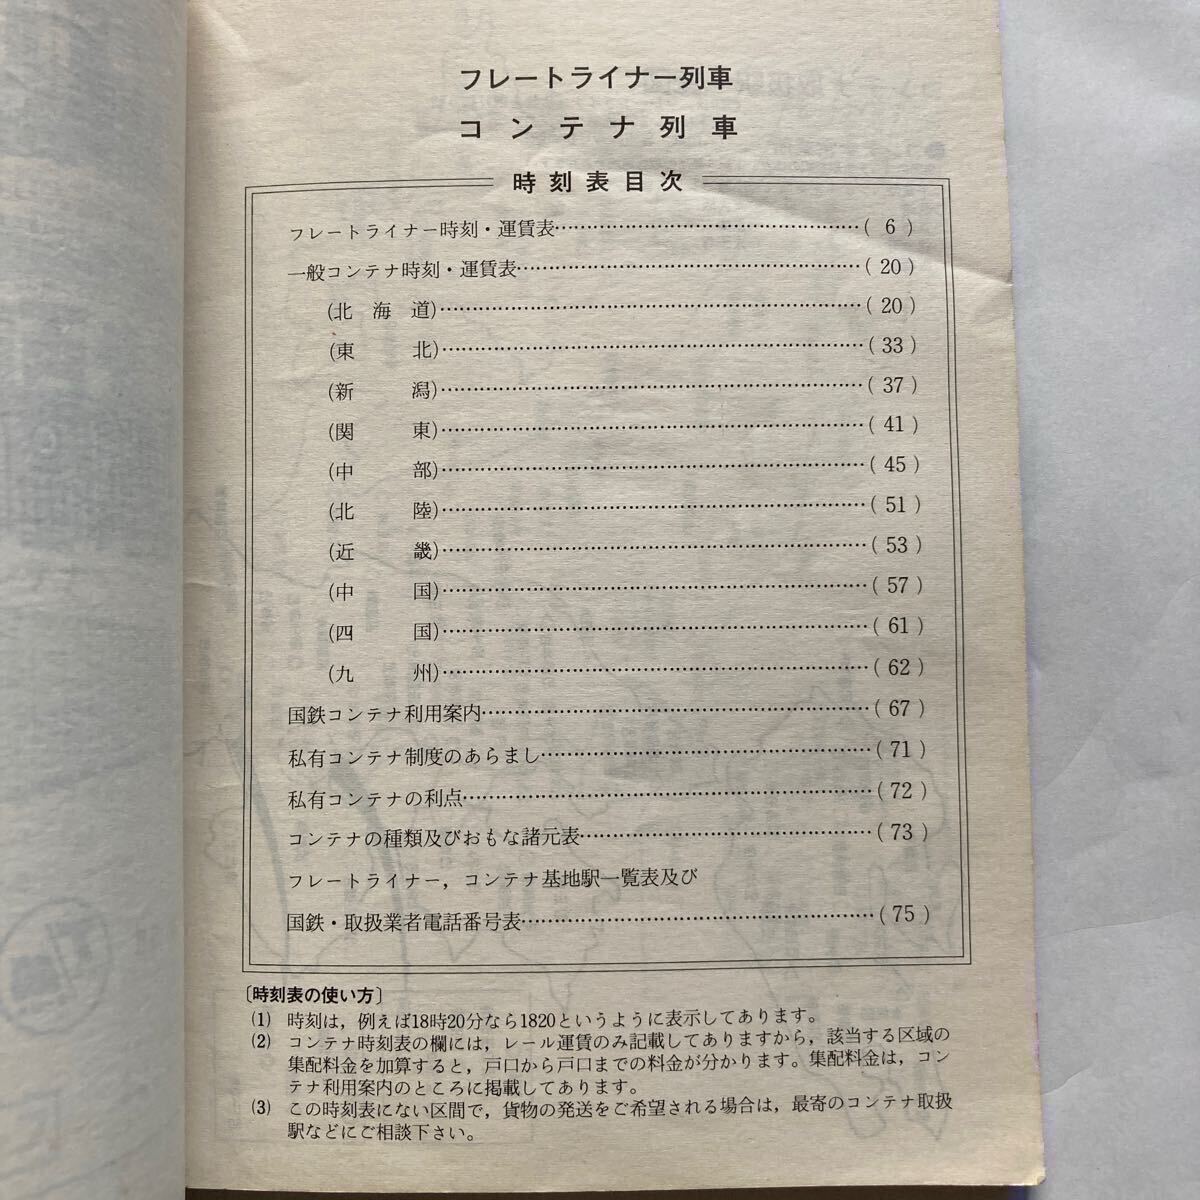 フレートライナー列車
コンテナ列車
時刻表目次
フレートライナー時刻・運賃表……………………………………(6)
一般コンテナ時刻・運賃表…………………………………………(20)
(北海道)……………………………………………………(20)
(東北)……………………………………………………(33)
(新潟)……………………………………………………(37)
(関東)……………………………………………………(41)
(中部)……………………………………………………(45)
(北陸)……………………………………………………(51)
(近畿)……………………………………………………(53)
(中国)……………………………………………………(57)
(四国)……………………………………………………(61)
(九州)……………………………………………………(62)
国鉄コンテナ利用案内………………………………………………(67)
私有コンテナ制度のあらまし………………………………………(71)
私有コンテナの利点…………………………………………………(72)
コンテナの種類及びおもな諸元表…………………………………(73)
フレートライナー，コンテナ基地駅一覧表及び
国鉄・取扱業者電話番号表…………………………………………(75)
〔時刻表の使い方〕
(1) 時刻は，例えば18時20分なら1820というように表示してあります。
(2) コンテナ時刻表の欄には，レール運賃のみ記載してありますから，該当する区域の
集配料金を加算すると，戸口から戸口までの料金が分かります。集配料金は，コン
テナ利用案内のところに掲載してあります。
(3) この時刻表にない区間で，貨物の発送をご希望される場合は，最寄のコンテナ取扱
駅などにご相談下さい。